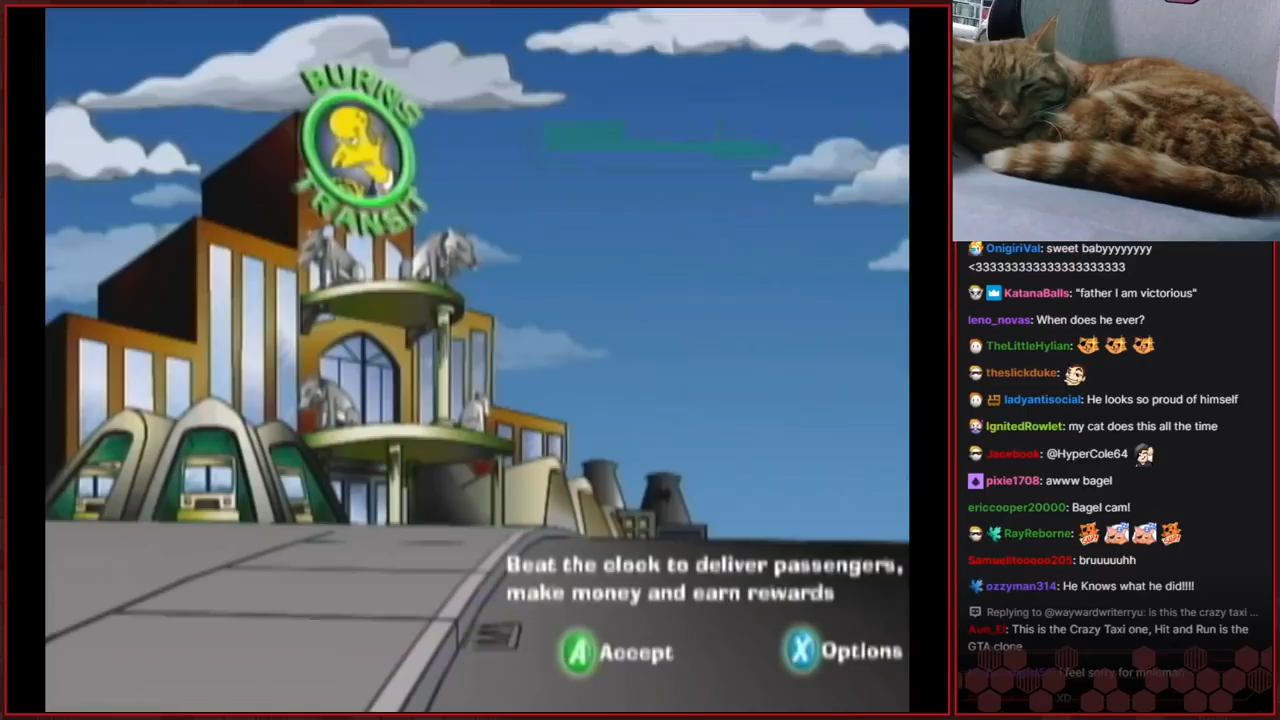 BURNS
TRANSIT
Beat the clock to deliver passengers,
make money and earn rewards
A Accept
X Options
OnigiriVal: sweet babyyyyyyy
<33333333333333333333333
KatanaBalls: "father I am victorious"
leno_novas: When does he ever?
TheLittleHylian:
theslickduke:
ladyantisocial: He looks so proud of himself
IgnitedRowlet: my cat does this all the time
Jacebook: @HyperCole64
pixie1708: awww bagel
ericcooper20000: Bagel cam!
RayReborne:
Samuelitooooo205: bruuuuuhh
ozzyman314: He Knows what he did!!!!
Replying to @waywardwriterryu: is this the crazy taxi ...
Aun_El: This is the Crazy Taxi one, Hit and Run is the
GTA clone
feel sorry for
XD